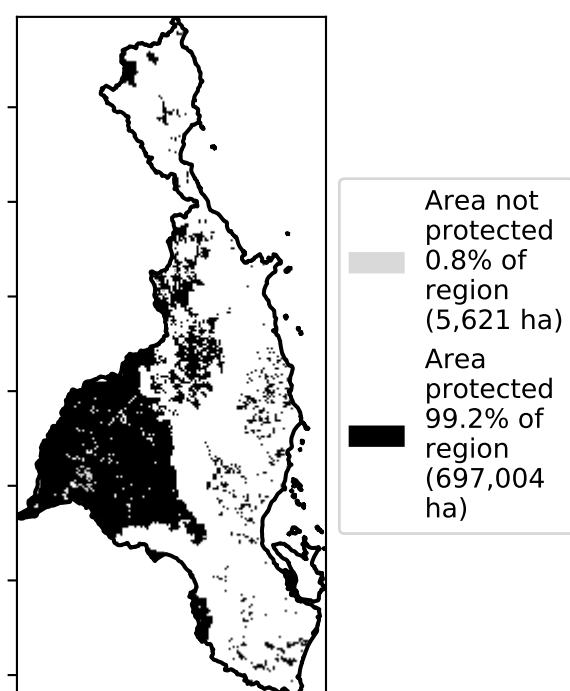 Area not
protected
0.8% of
region
(5,621 ha)
Area
protected
99.2% of
region
(697,004
ha)